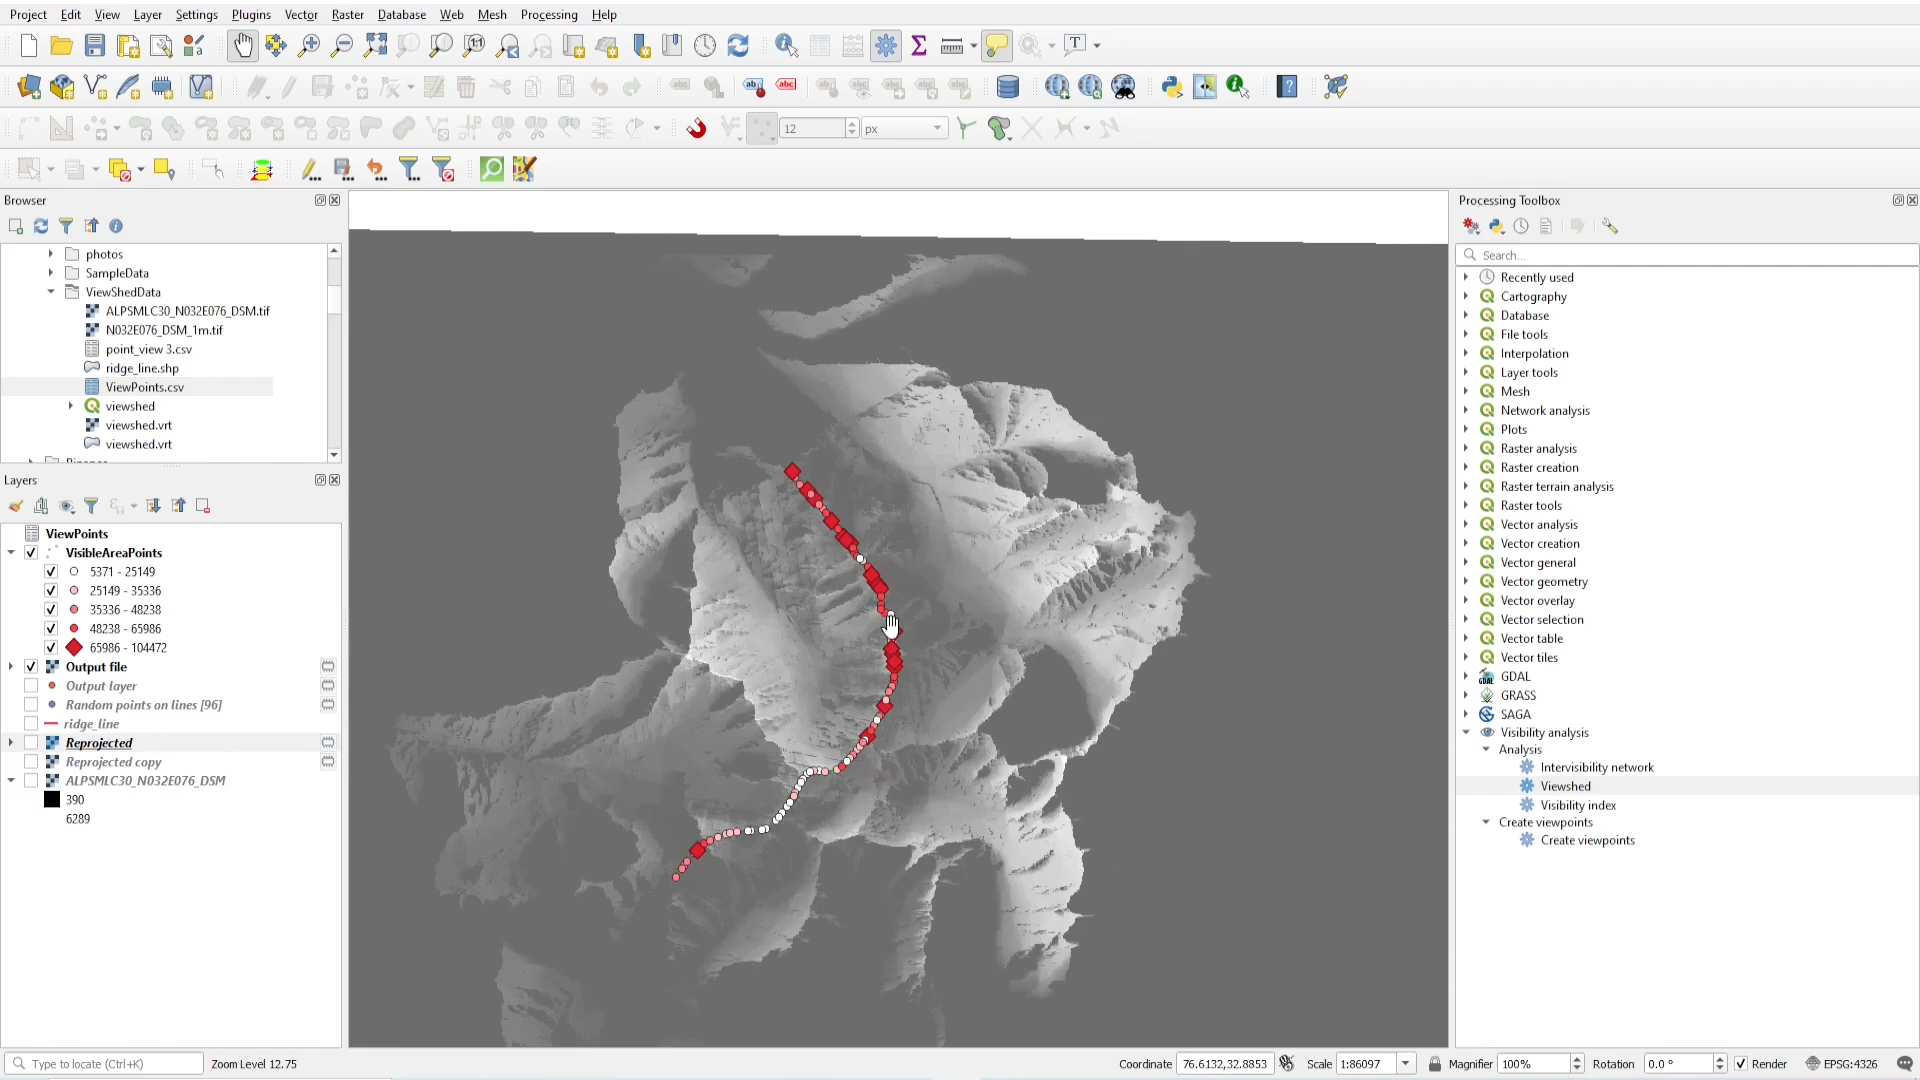 Project Edit View Layer Settings Plugins Vector Raster Database Web Mesh Processing Help
1:1
T
abc
abc
12
px
Browser
photos
SampleData
ViewShedData
ALPSMLC30_N032E076_DSM.tif
N032E076_DSM_1m.tif
point_view 3.csv
ridge_line.shp
ViewPoints.csv
viewshed
viewshed.vrt
viewshed.vrt
Layers
ViewPoints
VisibleAreaPoints
5371 - 25149
25149 - 35336
35336 - 48238
48238 - 65986
65986 - 104472
Output file
Output layer
Random points on lines [96]
ridge_line
Reprojected
Reprojected copy
ALPSMLC30_N032E076_DSM
390
6289
Processing Toolbox
Search...
Recently used
Cartography
Database
File tools
Interpolation
Layer tools
Mesh
Network analysis
Plots
Raster analysis
Raster creation
Raster terrain analysis
Raster tools
Vector analysis
Vector creation
Vector general
Vector geometry
Vector overlay
Vector selection
Vector table
Vector tiles
GDAL
GRASS
SAGA
Visibility analysis
Analysis
Intervisibility network
Viewshed
Visibility index
Create viewpoints
Create viewpoints
Type to locate (Ctrl+K) Zoom Level 12.75 Coordinate 76.6132,32.8853 Scale 1:86097 Magnifier 100% Rotation 0.0 ° Render EPSG:4326